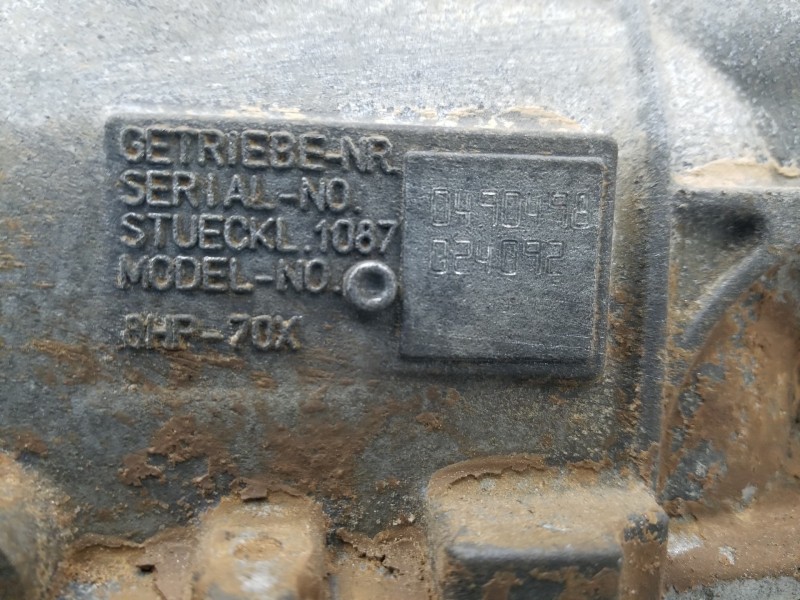 GETRIEBE-NR.
SERIAL-NO.
STUECKL.1087
MODEL-NO.
8HP-70X
0490498
024092